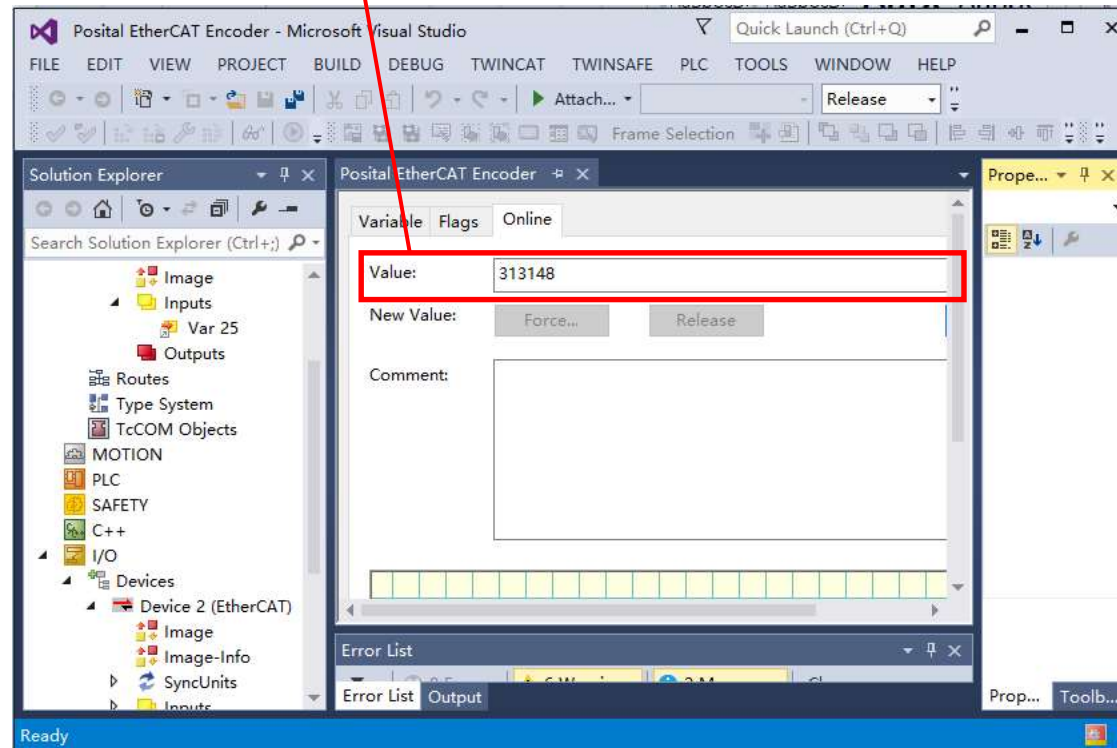 Posital EtherCAT Encoder - Microsoft Visual Studio
Quick Launch (Ctrl+Q)
FILE EDIT VIEW PROJECT BUILD DEBUG TWINCAT TWINSAFE PLC TOOLS WINDOW HELP
Attach...
Release
Frame Selection
Solution Explorer
Search Solution Explorer (Ctrl+;)
Image
Inputs
Var 25
Outputs
Routes
Type System
TcCOM Objects
MOTION
PLC
SAFETY
C++
I/O
Devices
Device 2 (EtherCAT)
Image
Image-Info
SyncUnits
Inputs
Posital EtherCAT Encoder
Variable Flags Online
Value: 313148
New Value: Force... Release
Comment:
Error List
Error List Output
Prope...
Prop... Toolb...
Ready